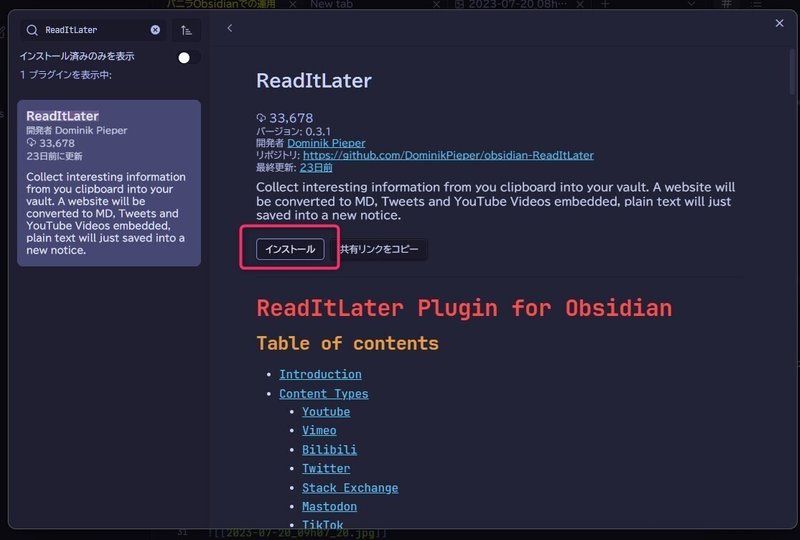 バニラObsidianでの運用
New tab
2023-07-20_08h…
ReadItLater
インストール済みのみを表示
1 プラグインを表示中:
ReadItLater
開発者 Dominik Pieper
33,678
23日前に更新
Collect interesting information
from you clipboard into your
vault. A website will be
converted to MD, Tweets and
YouTube Videos embedded,
plain text will just saved into a
new notice.
ReadItLater
33,678
バージョン: 0.3.1
開発者 Dominik Pieper
リポジトリ: https://github.com/DominikPieper/obsidian-ReadItLater
最終更新: 23日前
Collect interesting information from you clipboard into your vault. A website will
be converted to MD, Tweets and YouTube Videos embedded, plain text will just
saved into a new notice.
インストール
共有リンクをコピー
ReadItLater Plugin for Obsidian
Table of contents
• Introduction
• Content Types
• Youtube
• Vimeo
• Bilibili
• Twitter
• Stack Exchange
• Mastodon
• TikTok
31 ![[2023-07-20_09h07_20.jpg]]